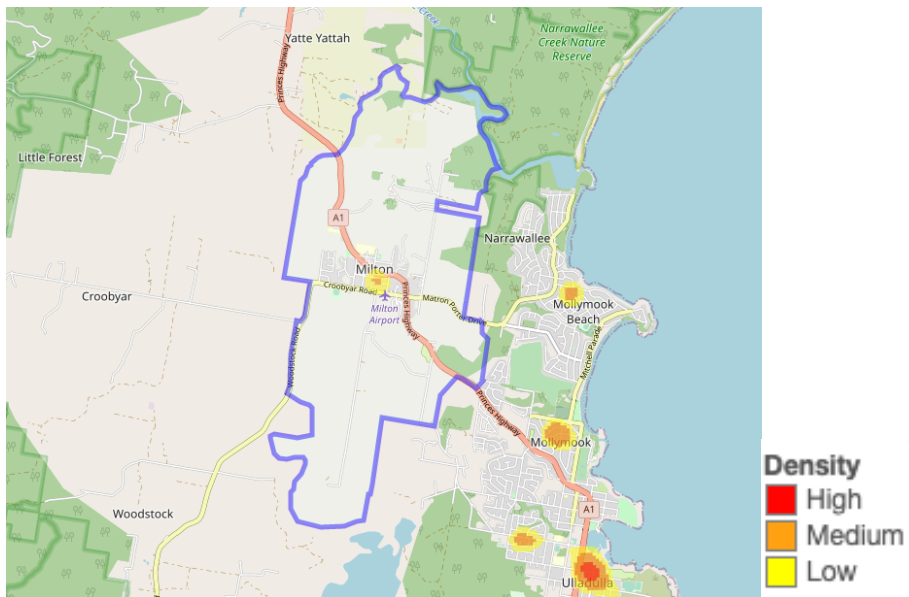 Creek
Narrawallee
Creek Nature
Reserve
Yatte Yattah
Princes Highway
Little Forest
A1
Narrawallee
Milton
Croobyar
Croobyar Road
Milton
Airport
Princes Highway
Matron Porter Drive
Mollymook
Beach
Woodstock Road
Mitchell Parade
Princes Highway
Mollymook
Woodstock
A1
Ulladulla
Density
High
Medium
Low